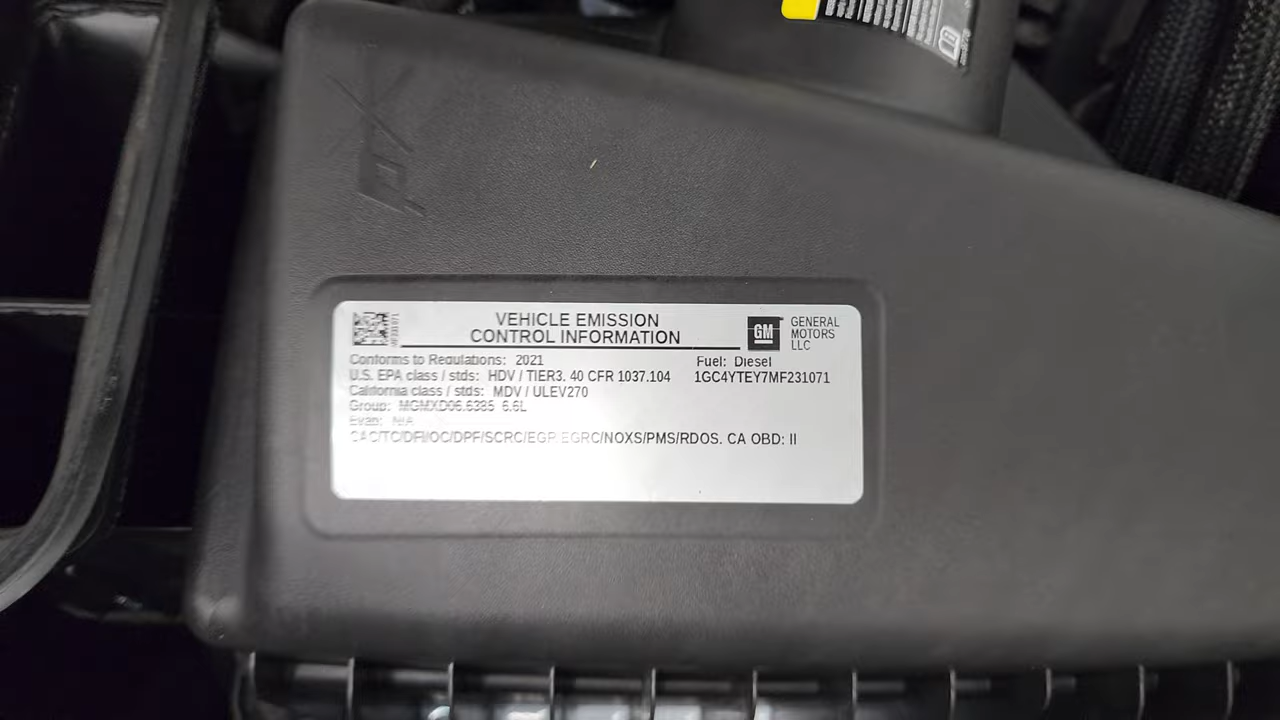 VEHICLE EMISSION
CONTROL INFORMATION
GM
GENERAL
MOTORS
LLC
Conforms to Regulations: 2021
Fuel: Diesel
U.S. EPA class / stds: HDV / TIER3. 40 CFR 1037.104
1GC4YTEY7MF231071
California class / stds: MDV / ULEV270
Group: MGMXD06.6385 6.6L
Evap: N/A
CAC/TC/DFI/OC/DPF/SCRC/EGR EGRC/NOXS/PMS/RDOS. CA OBD: II